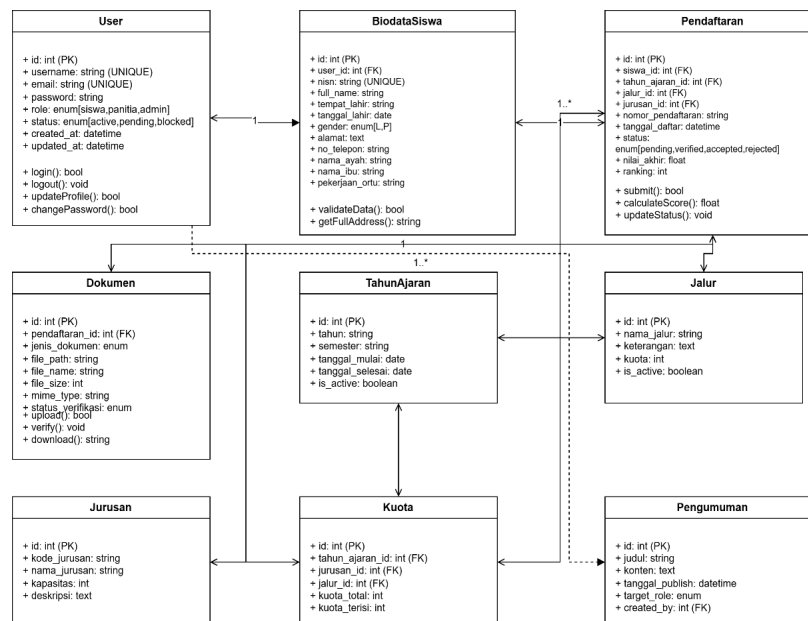 User
+ id: int (PK)
+ username: string (UNIQUE)
+ email: string (UNIQUE)
+ password: string
+ role: enum[siswa,panitia,admin]
+ status: enum[active,pending,blocked]
+ created_at: datetime
+ updated_at: datetime
+ login(): bool
+ logout(): void
+ updateProfile(): bool
+ changePassword(): bool
1
BiodataSiswa
+ id: int (PK)
+ user_id: int (FK)
+ nisn: string (UNIQUE)
+ full_name: string
+ tempat_lahir: string
+ tanggal_lahir: date
+ gender: enum[L,P]
+ alamat: text
+ no_telepon: string
+ nama_ayah: string
+ nama_ibu: string
+ pekerjaan_ortu: string
+ validateData(): bool
+ getFullAddress(): string
1..*
1
Pendaftaran
+ id: int (PK)
+ siswa_id: int (FK)
+ tahun_ajaran_id: int (FK)
+ jalur_id: int (FK)
+ jurusan_id: int (FK)
+ nomor_pendaftaran: string
+ tanggal_daftar: datetime
+ status:
enum[pending,verified,accepted,rejected]
+ nilai_akhir: float
+ ranking: int
+ submit(): bool
+ calculateScore(): float
+ updateStatus(): void
1
1..*
Dokumen
+ id: int (PK)
+ pendaftaran_id: int (FK)
+ jenis_dokumen: enum
+ file_path: string
+ file_name: string
+ file_size: int
+ mime_type: string
+ status_verifikasi: enum
+ upload(): bool
+ verify(): void
+ download(): string
TahunAjaran
+ id: int (PK)
+ tahun: string
+ semester: string
+ tanggal_mulai: date
+ tanggal_selesai: date
+ is_active: boolean
Jalur
+ id: int (PK)
+ nama_jalur: string
+ keterangan: text
+ kuota: int
+ is_active: boolean
Jurusan
+ id: int (PK)
+ kode_jurusan: string
+ nama_jurusan: string
+ kapasitas: int
+ deskripsi: text
Kuota
+ id: int (PK)
+ tahun_ajaran_id: int (FK)
+ jurusan_id: int (FK)
+ jalur_id: int (FK)
+ kuota_total: int
+ kuota_terisi: int
Pengumuman
+ id: int (PK)
+ judul: string
+ konten: text
+ tanggal_publish: datetime
+ target_role: enum
+ created_by: int (FK)